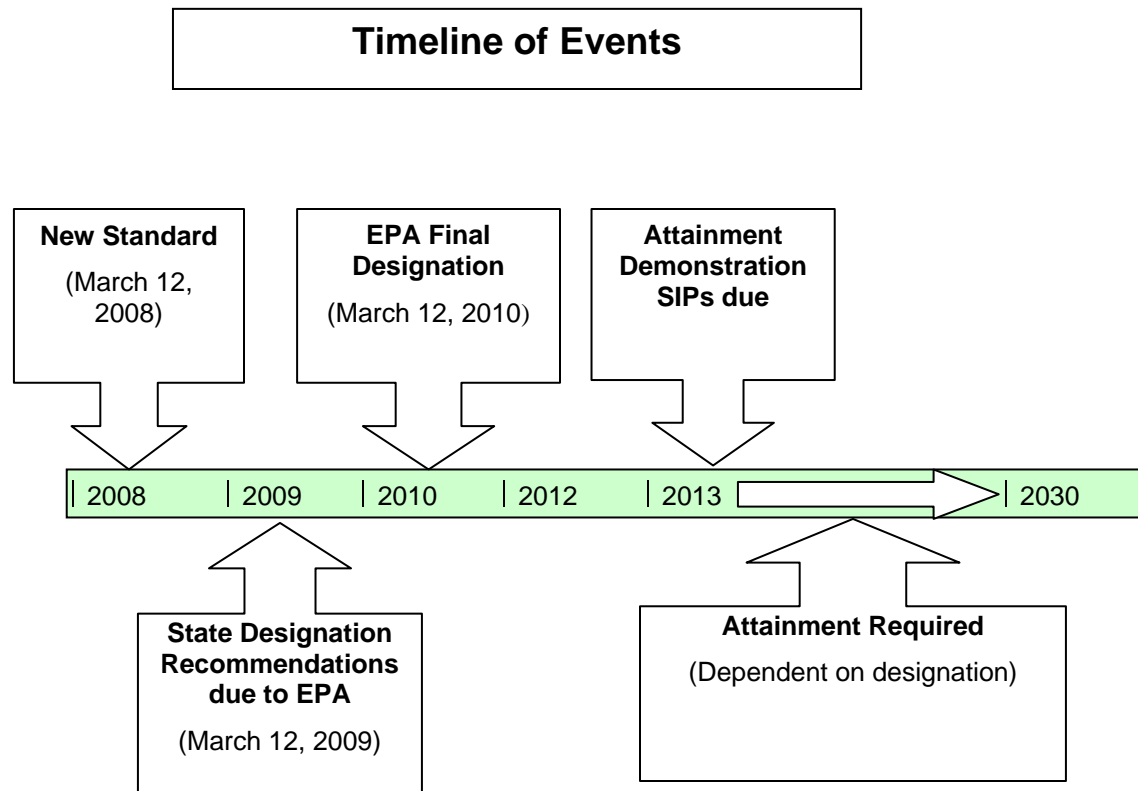 Timeline of Events
New Standard
(March 12,
2008)
EPA Final
Designation
(March 12, 2010)
Attainment
Demonstration
SIPs due
2008
2009
2010
2012
2013
2030
State Designation
Recommendations
due to EPA
(March 12, 2009)
Attainment Required
(Dependent on designation)